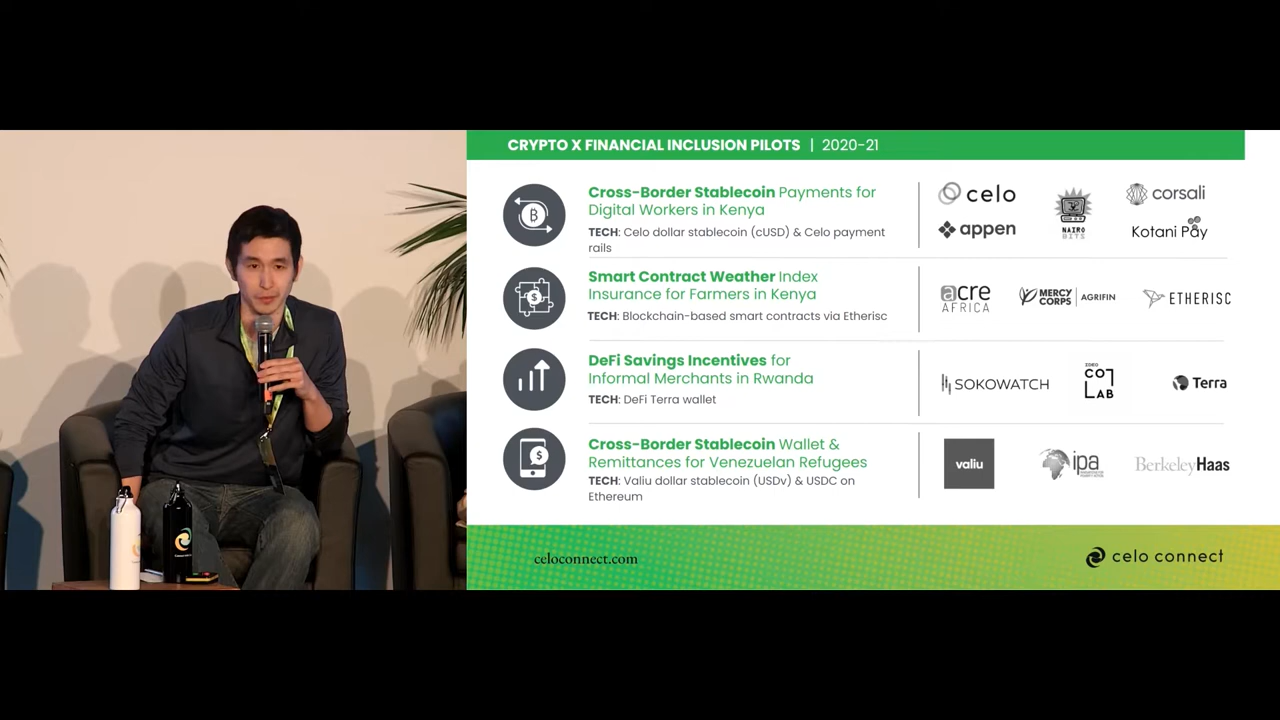 CRYPTO X FINANCIAL INCLUSION PILOTS | 2020-21
Cross-Border Stablecoin Payments for
Digital Workers in Kenya
TECH: Celo dollar stablecoin (cUSD) & Celo payment
rails
celo
appen
NAIRO
BITS
corsali
Kotani Pay
Smart Contract Weather Index
Insurance for Farmers in Kenya
TECH: Blockchain-based smart contracts via Etherisc
acre
AFRICA
MERCY
CORPS | AGRIFIN
ETHERISC
DeFi Savings Incentives for
Informal Merchants in Rwanda
TECH: DeFi Terra wallet
SOKOWATCH
CO
LAB
Terra
Cross-Border Stablecoin Wallet &
Remittances for Venezuelan Refugees
TECH: Valiu dollar stablecoin (USDv) & USDC on
Ethereum
valiu
ipa
BerkeleyHaas
celoconnect.com
celo connect